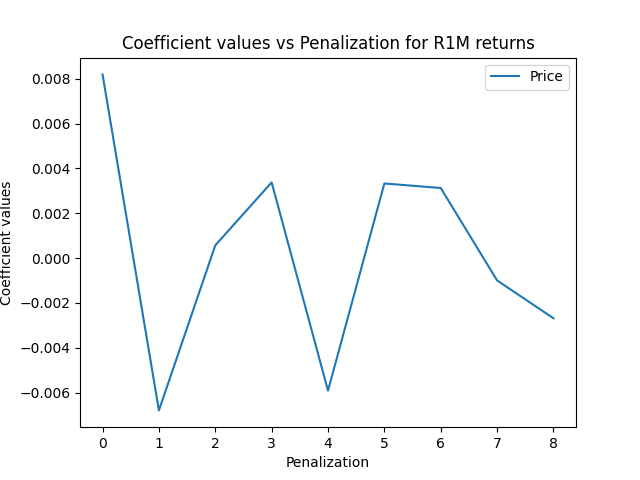 Coefficient values vs Penalization for R1M returns
Price
0.008
0.006
0.004
0.002
0.000
−0.002
−0.004
−0.006
Coefficient values
0 1 2 3 4 5 6 7 8
Penalization